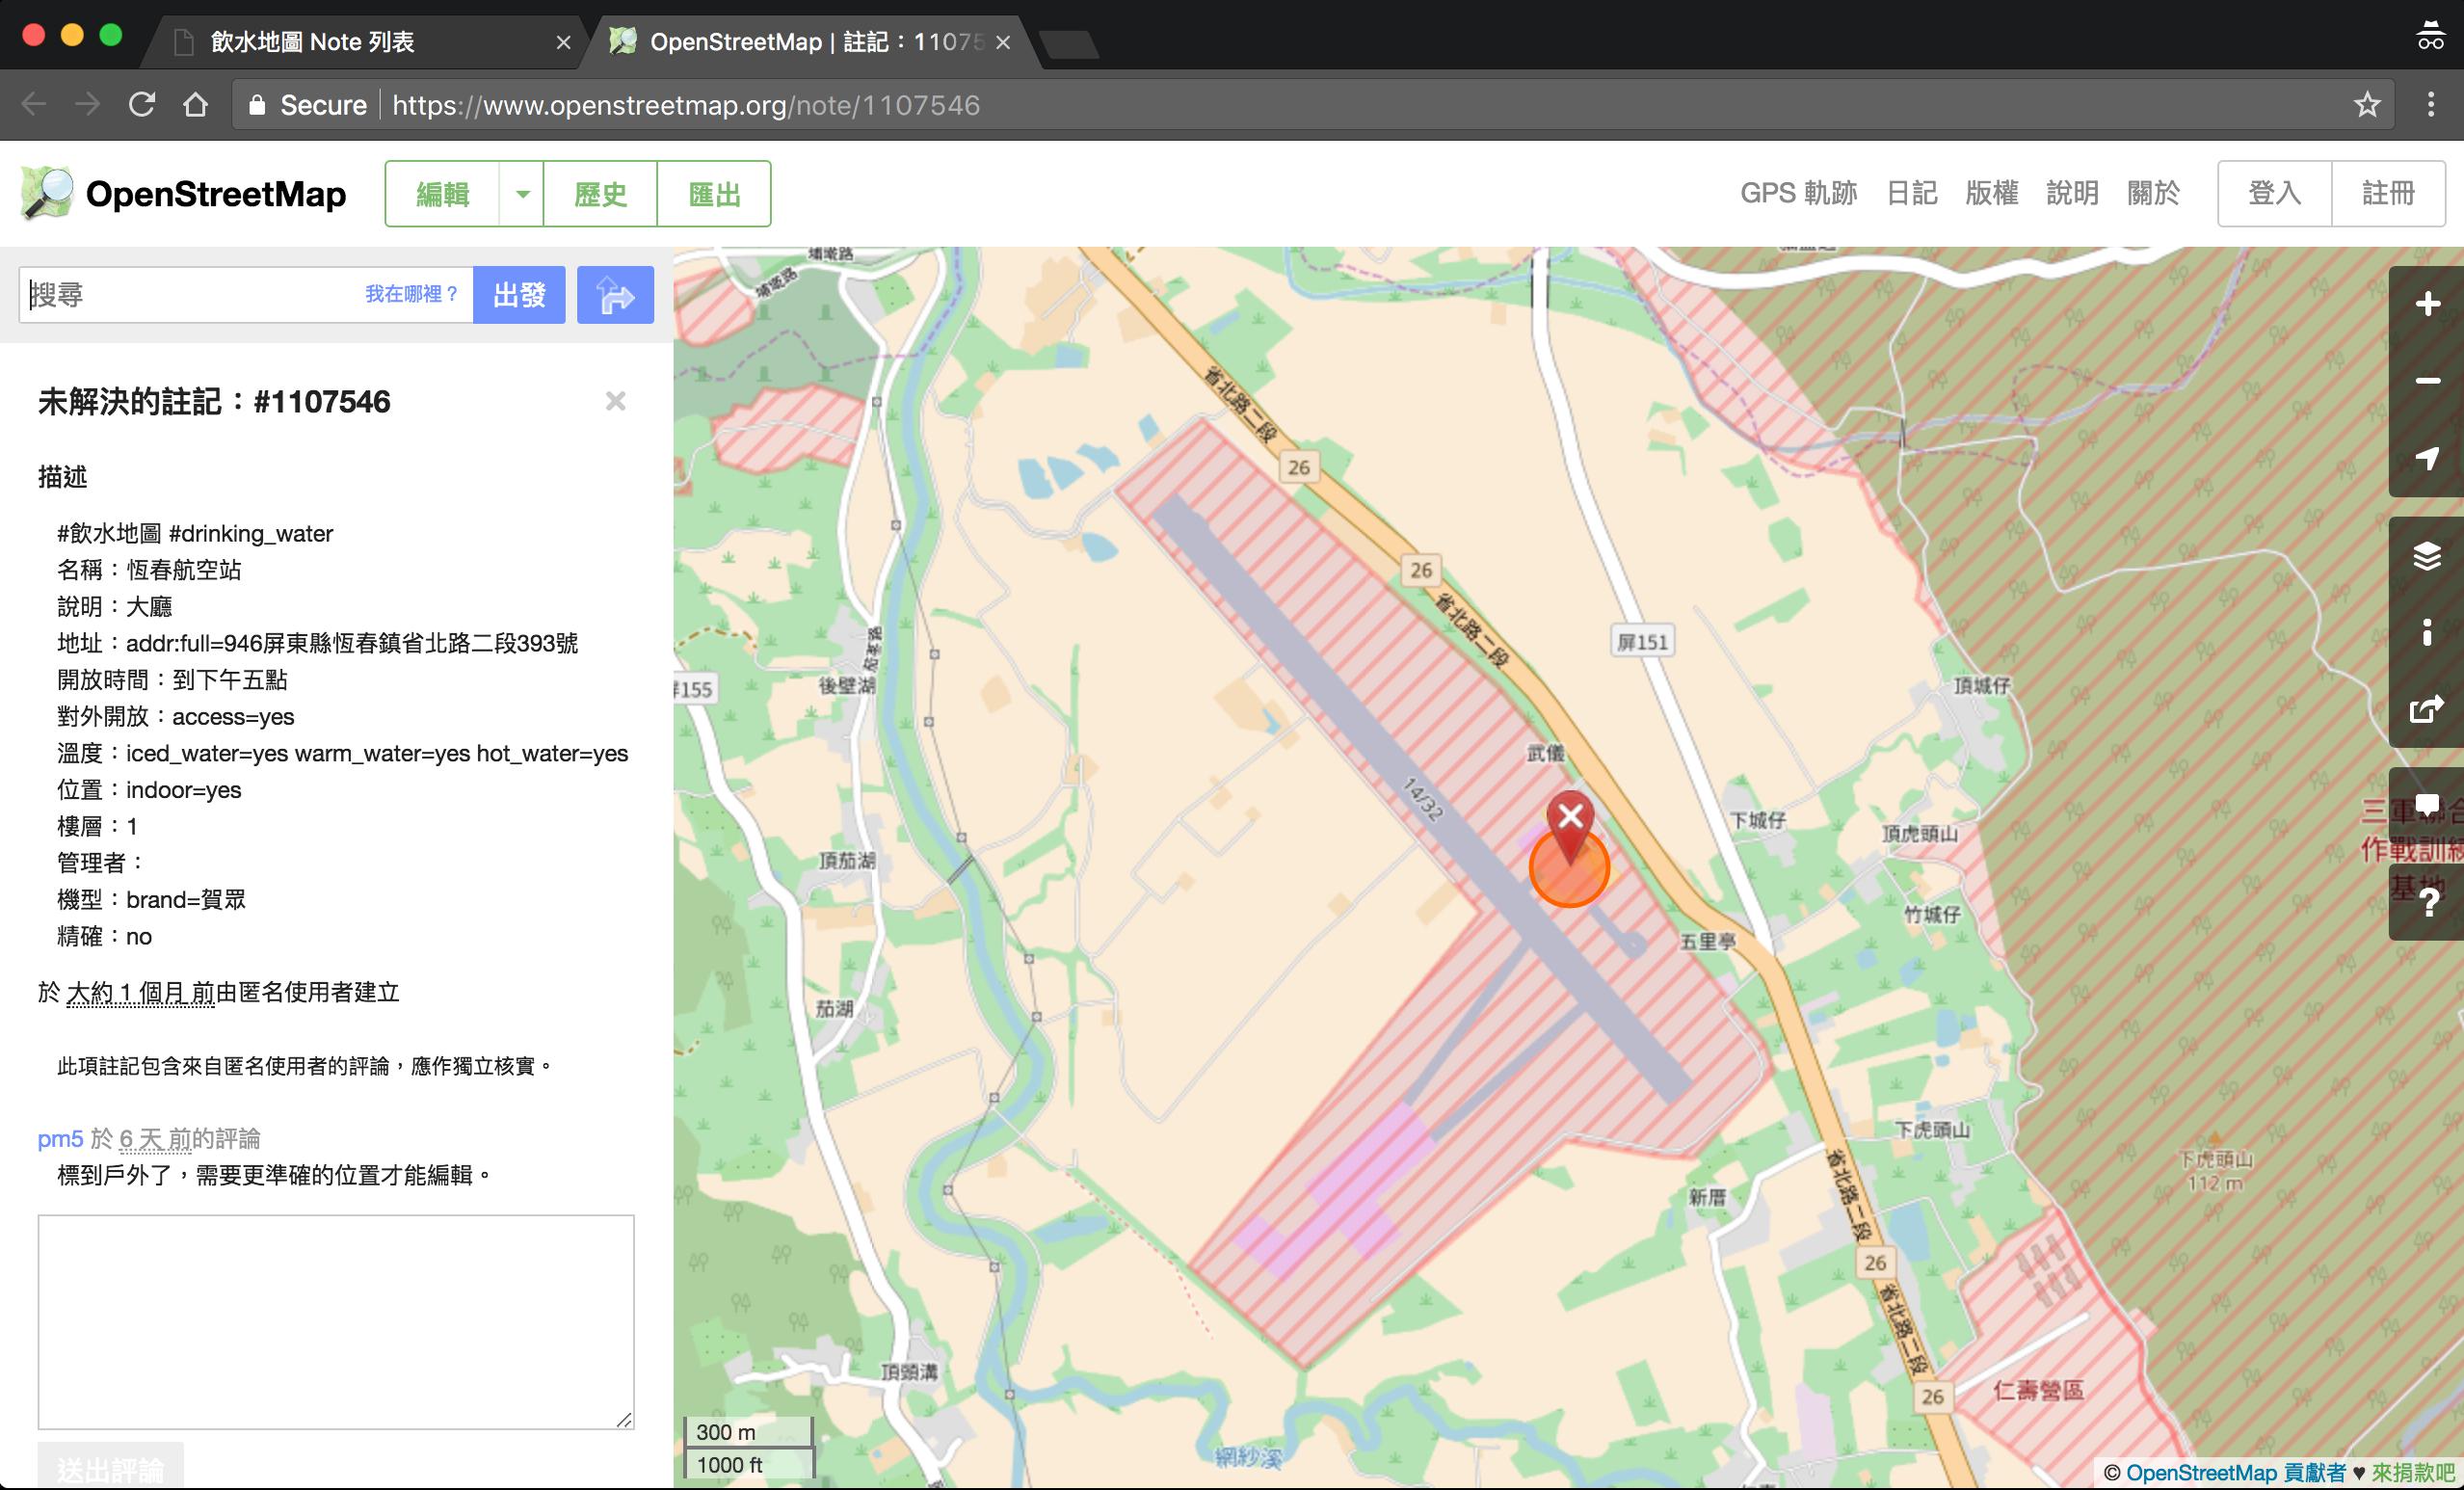 飲水地圖 Note 列表
OpenStreetMap | 註記：11075
Secure
https://www.openstreetmap.org/note/1107546
OpenStreetMap
編輯
歷史
匯出
GPS 軌跡
日記
版權
說明
關於
登入
註冊
搜尋
我在哪裡？
出發
未解決的註記：#1107546
描述
#飲水地圖 #drinking_water
名稱：恆春航空站
說明：大廳
地址：addr:full=946屏東縣恆春鎮省北路二段393號
開放時間：到下午五點
對外開放：access=yes
溫度：iced_water=yes warm_water=yes hot_water=yes
位置：indoor=yes
樓層：1
管理者：
機型：brand=賀眾
精確：no
於 大約 1 個月 前由匿名使用者建立
此項註記包含來自匿名使用者的評論，應作獨立核實。
pm5 於 6 天 前的評論
標到戶外了，需要更準確的位置才能編輯。
送出評論
埔墘路
埔墘路
省北路二段
26
26
省北路二段
屏151
155
後壁湖
頂城仔
武儀
14/32
下城仔
頂虎頭山
三軍聯合
作戰訓練
基地
頂茄湖
竹城仔
五里亭
茄湖
下虎頭山
下虎頭山
112 m
新厝
省北路二段
26
省北路二段
26
仁壽營區
頂頭溝
網紗溪
300 m
1000 ft
© OpenStreetMap 貢獻者 ♥ 來捐款吧